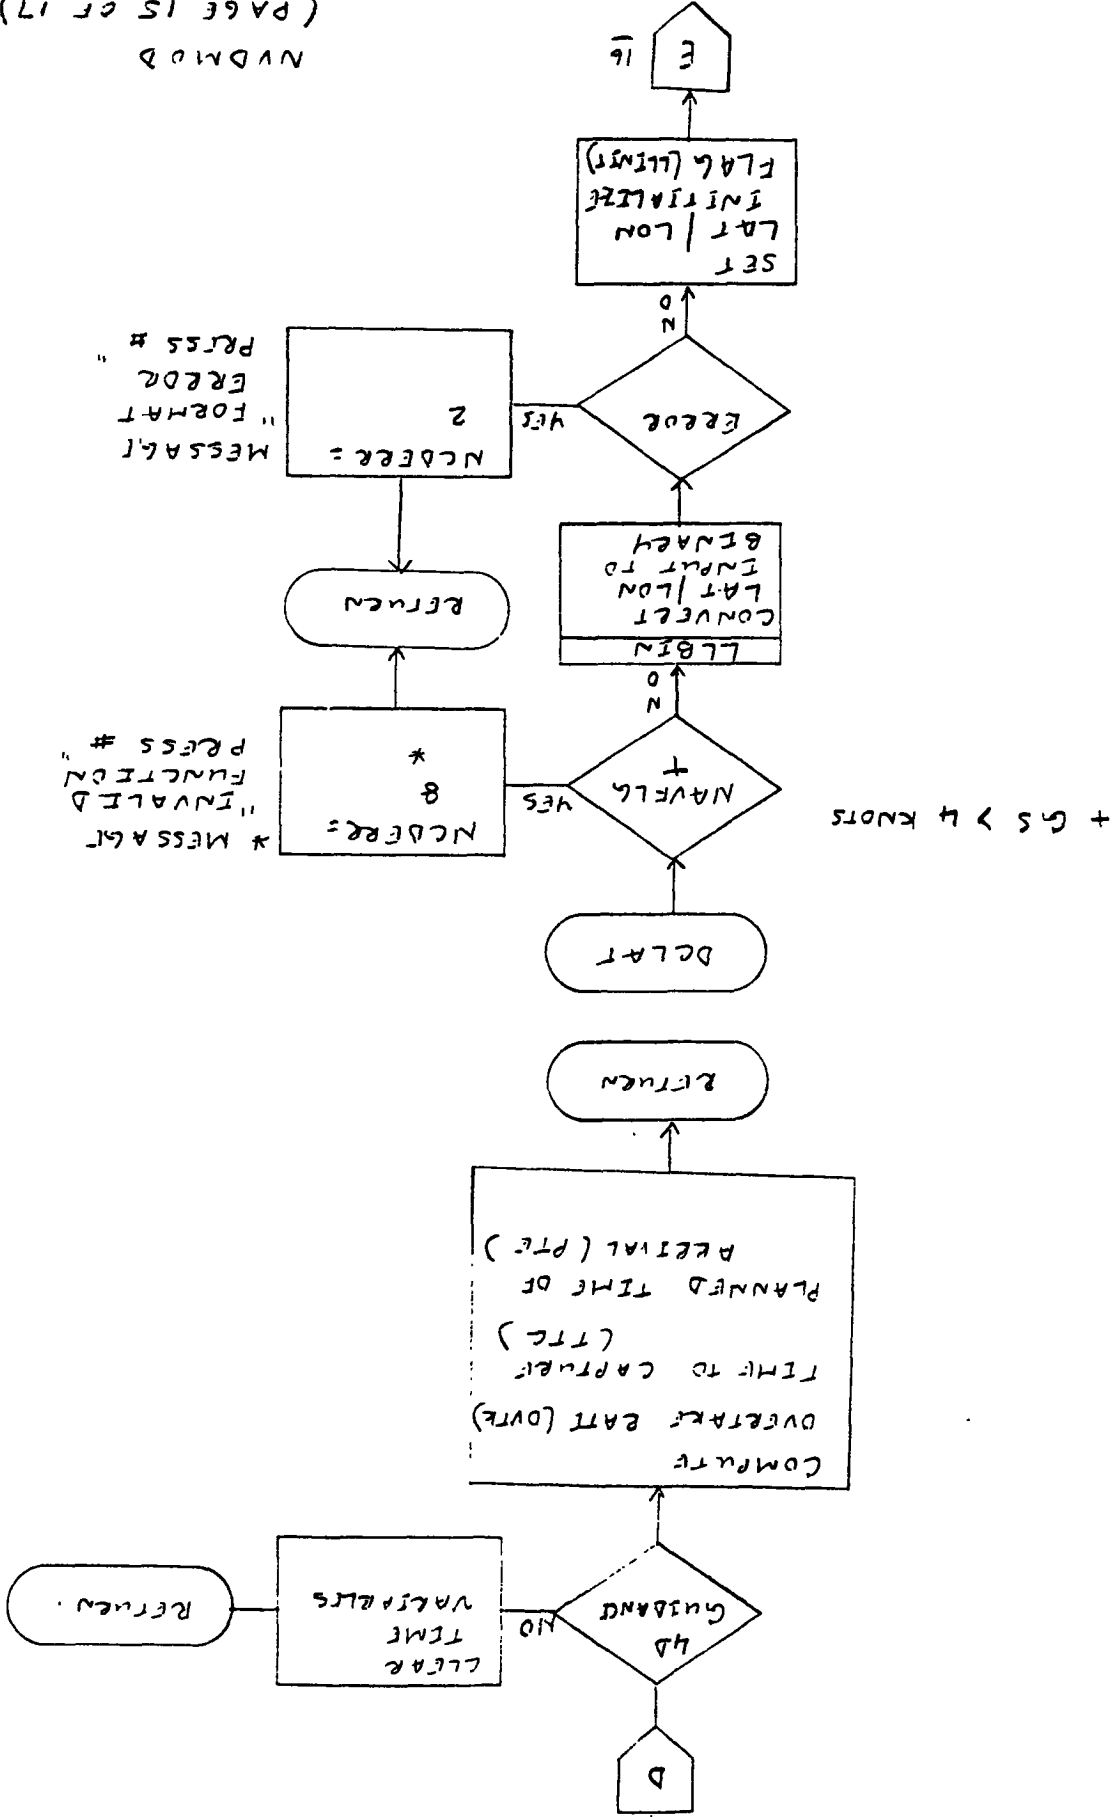 D
4D
GUIDANCE
NO
CLEAR
TIME
VARIABLES
RETURN.
COMPUTE
OVERTAKE RATE (OVTK)
TIME TO CAPTURE
(TTC)
PLANNED TIME OF
ARRIVAL (PTE)
RETURN
DCLAT
NAVFLG
+
YES
NCDERR =
8
*
* MESSAGE
"INVALID
FUNCTION
PRESS #"
+ GS > 4 KNOTS
NO
RETURN
LLBIN
CONVERT
LAT/LON
INPUT TO
BINARY
ERROR
YES
NCDERR =
2
MESSAGE
"FORMAT
ERROR
PRESS #"
NO
SET
LAT/LON
INITIALIZE
FLAG (LLINIT)
E
16
NVDMOD
(PAGE 15 OF 17)